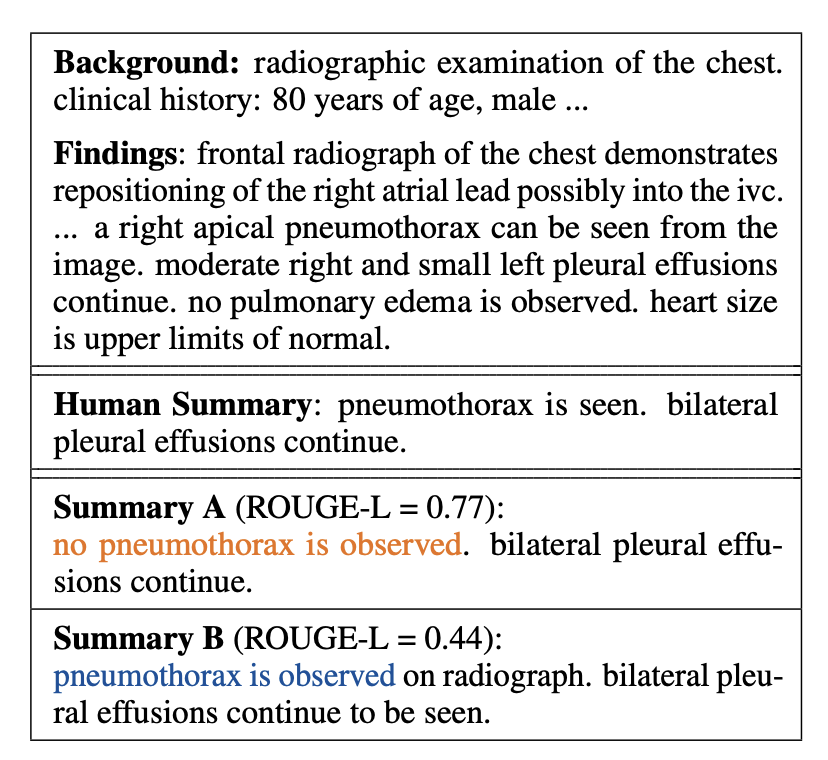 Background: radiographic examination of the chest.
clinical history: 80 years of age, male ...
Findings: frontal radiograph of the chest demonstrates
repositioning of the right atrial lead possibly into the ivc.
... a right apical pneumothorax can be seen from the
image. moderate right and small left pleural effusions
continue. no pulmonary edema is observed. heart size
is upper limits of normal.
Human Summary: pneumothorax is seen. bilateral
pleural effusions continue.
Summary A (ROUGE-L = 0.77):
no pneumothorax is observed. bilateral pleural effu-
sions continue.
Summary B (ROUGE-L = 0.44):
pneumothorax is observed on radiograph. bilateral pleu-
ral effusions continue to be seen.